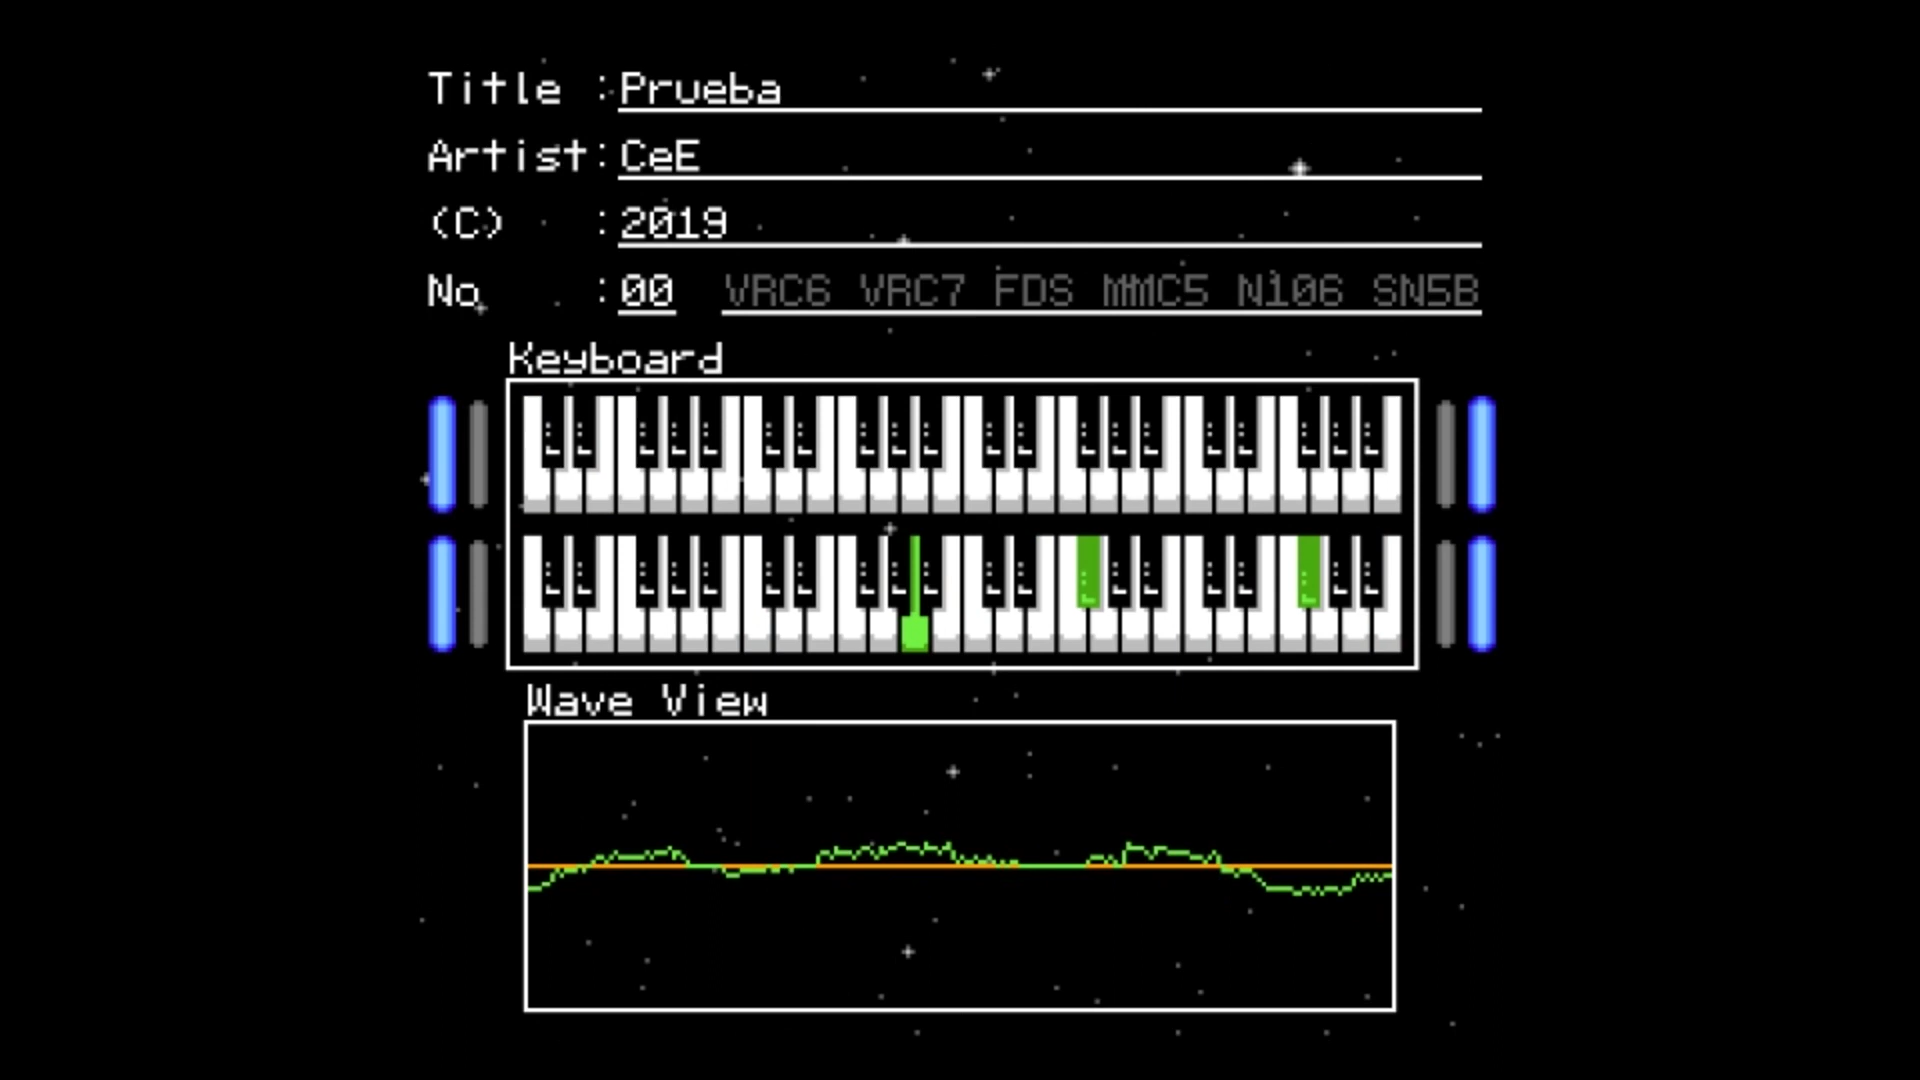 Title :Prueba
Artist:CeE
(C) :2019
No :00 VRC6 VRC7 FDS MMC5 N106 SN5B
Keyboard
Wave View